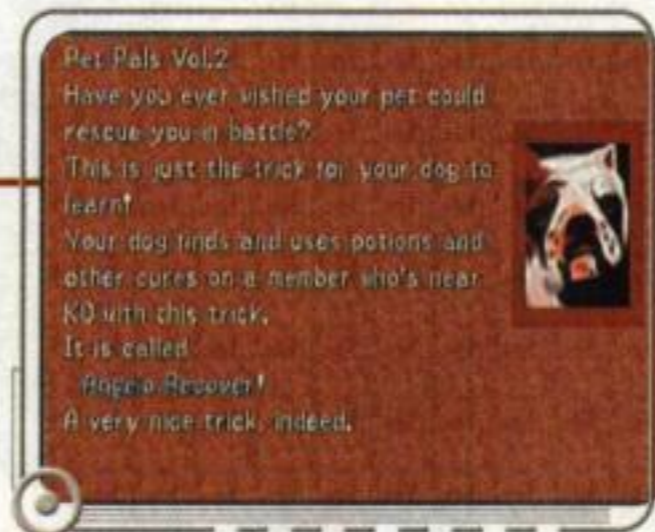 Pet Pals Vol.2
Have you ever wished your pet could
rescue you in battle?
This is just the trick for your dog to
learn!
Your dog finds and uses potions and
other cures on a member who's near
KO with this trick.
It is called
Angelo Recover!
A very nice trick, indeed.